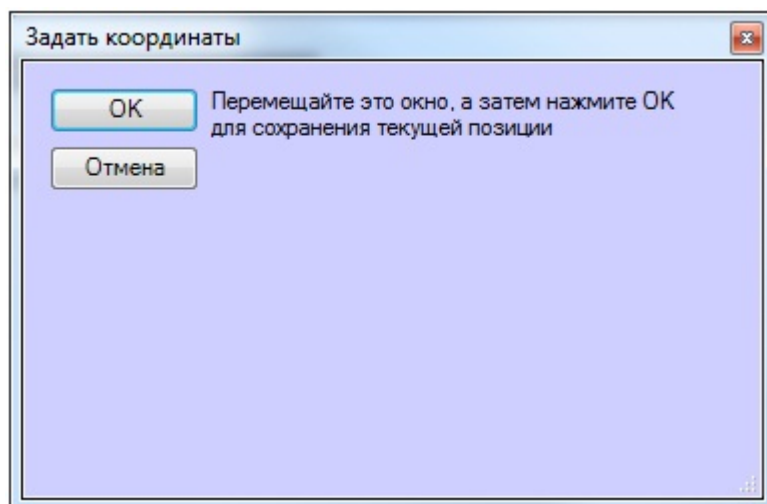 Задать координаты
OK
Перемещайте это окно, а затем нажмите OK
для сохранения текущей позиции
Отмена